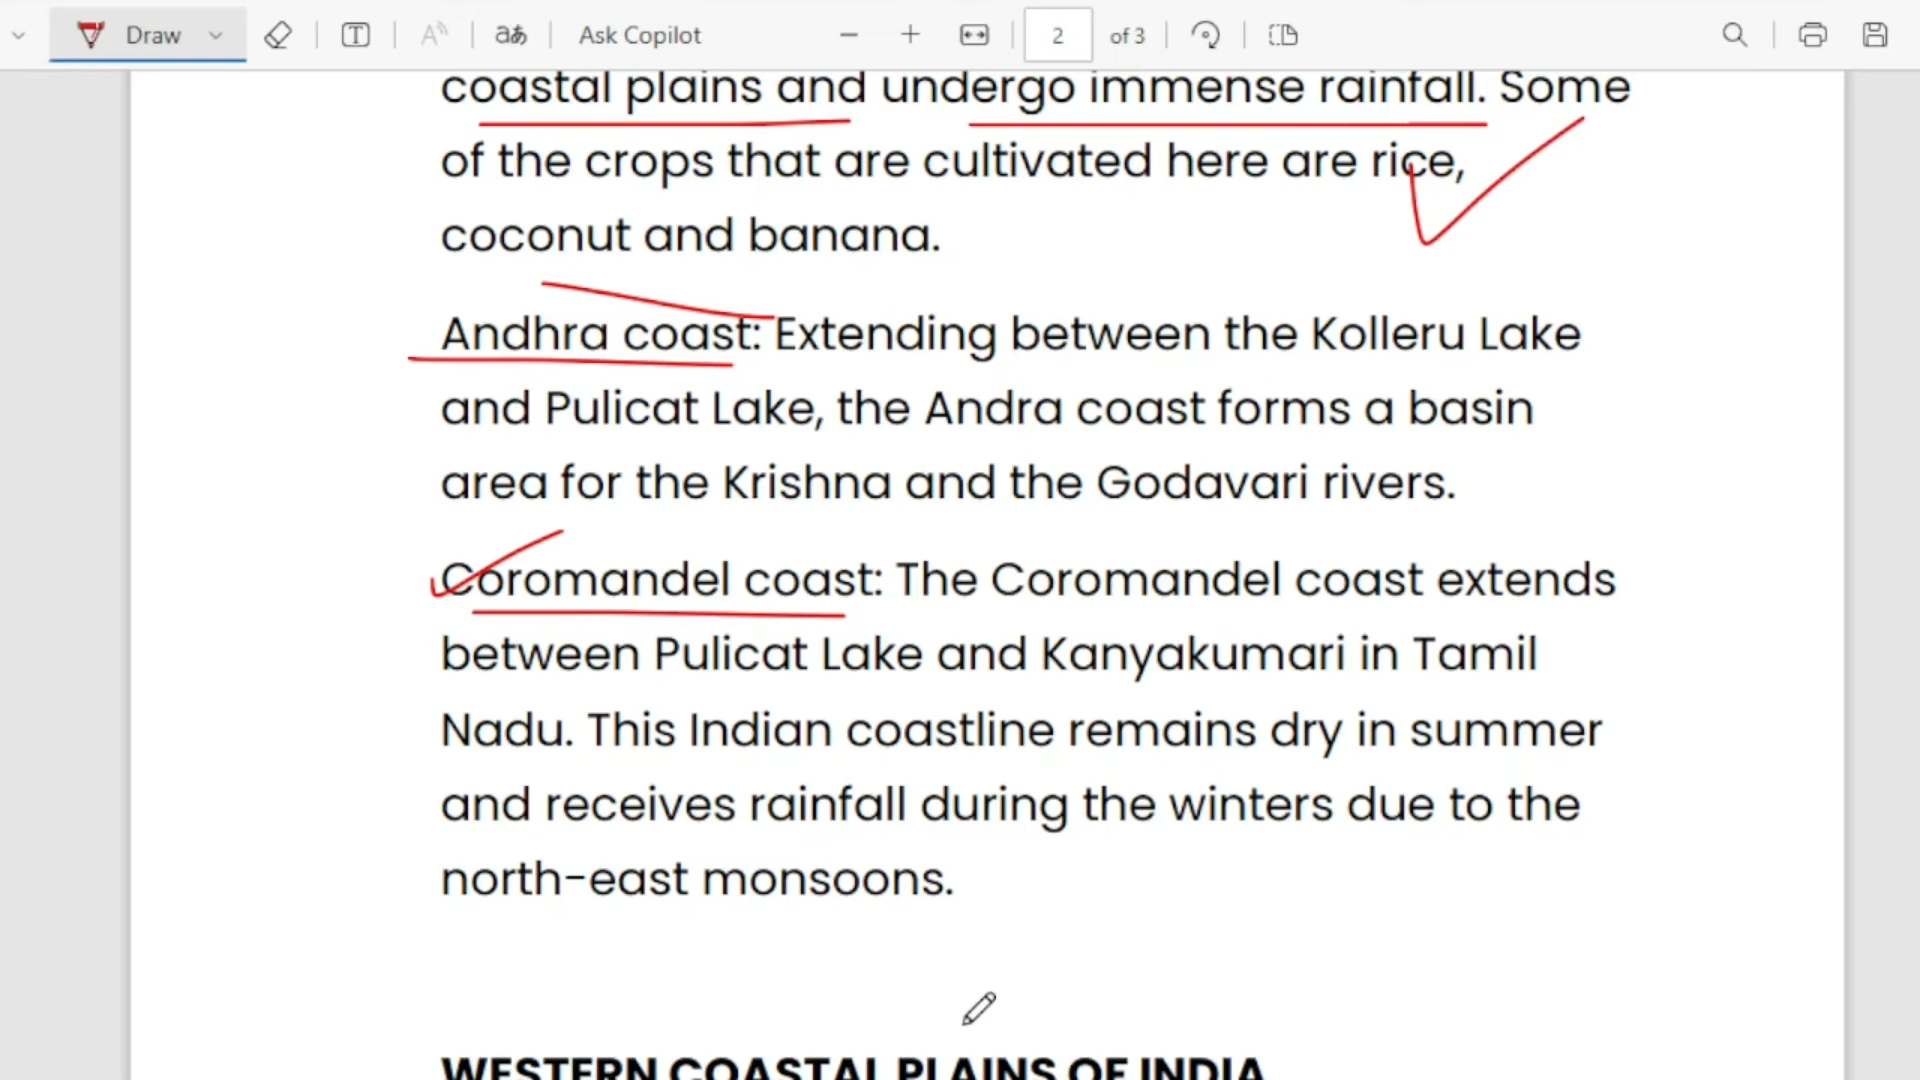 Draw Ask Copilot 2 of 3
coastal plains and undergo immense rainfall. Some
of the crops that are cultivated here are rice,
coconut and banana.
Andhra coast: Extending between the Kolleru Lake
and Pulicat Lake, the Andra coast forms a basin
area for the Krishna and the Godavari rivers.
Coromandel coast: The Coromandel coast extends
between Pulicat Lake and Kanyakumari in Tamil
Nadu. This Indian coastline remains dry in summer
and receives rainfall during the winters due to the
north-east monsoons.
WESTERN COASTAL PLAINS OF INDIA